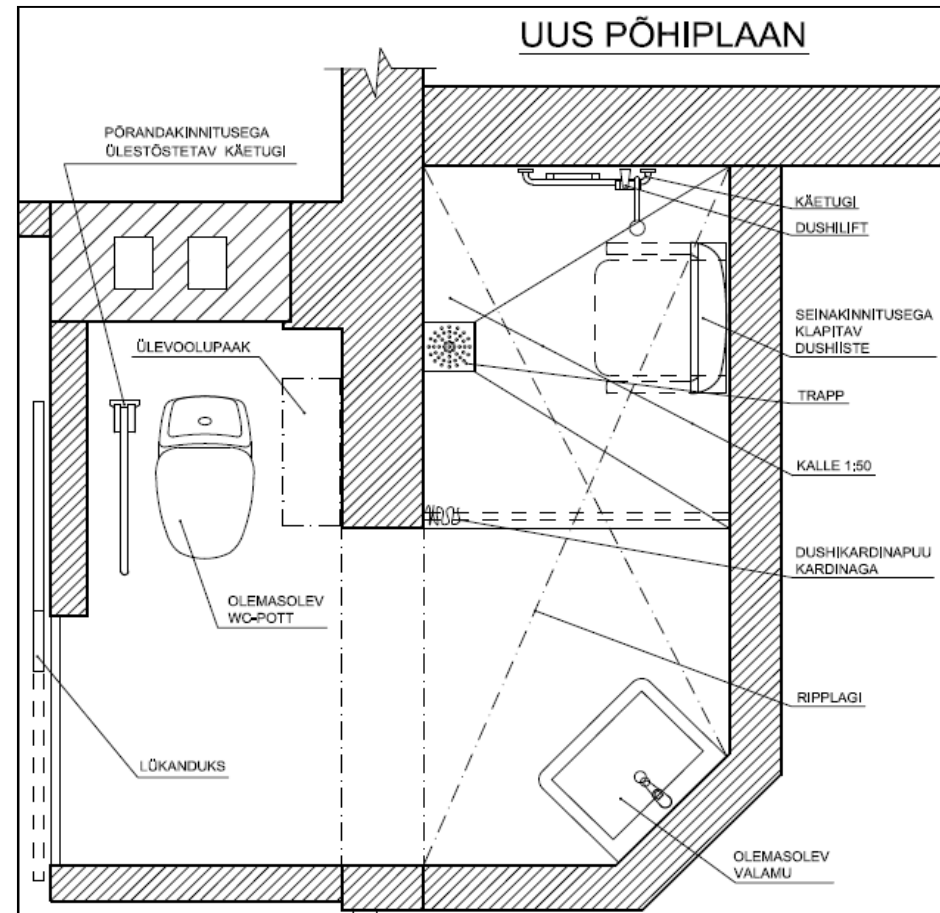 UUS PÕHIPLAAN
PÕRANDAKINNITUSEGA
ÜLESTÕSTETAV KÄETUGI
ÜLEVOOLUPAAK
KÄETUGI
DUSHILIFT
SEINAKINNITUSEGA
KLAPITAV
DUSHIISTE
TRAPP
KALLE 1:50
DUSHIKARDINAPUU
KARDINAGA
OLEMASOLEV
WC-POTT
RIPPLAGI
LÜKANDUKS
OLEMASOLEV
VALAMU